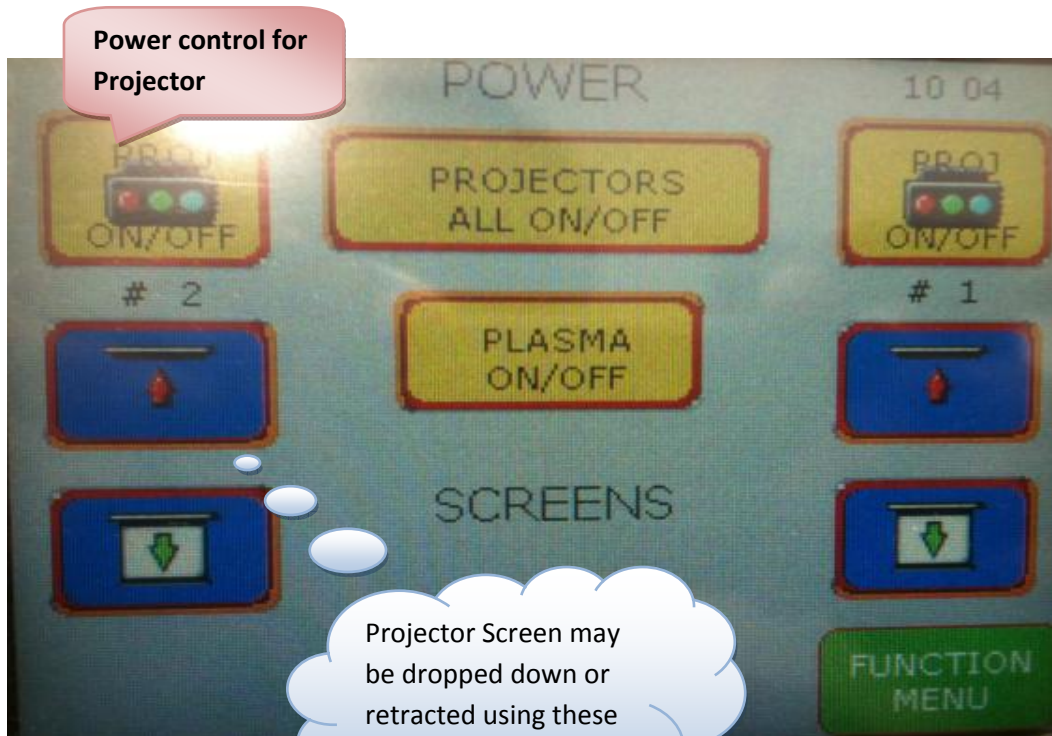 Power control for
Projector
POWER
10 04
PROJ
ON/OFF
PROJECTORS
ALL ON/OFF
PROJ
ON/OFF
# 2
# 1
PLASMA
ON/OFF
SCREENS
Projector Screen may
be dropped down or
retracted using these
FUNCTION
MENU